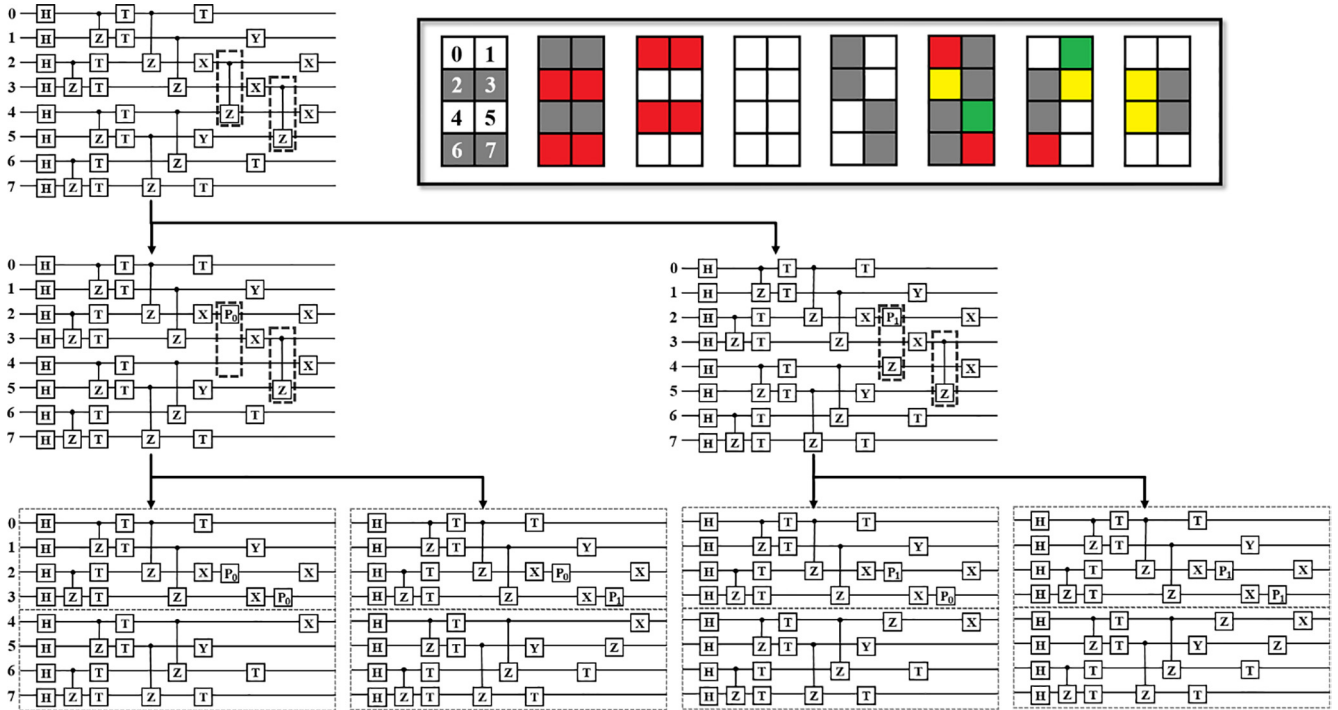 0 H T T
1 H Z T Y
2 H T Z X X
3 H Z T Z X
4 H T Z X
5 H Z T Y Z
6 H T Z T
7 H Z T Z T
0 1
2 3
4 5
6 7
0 H T T
1 H Z T Y
2 H T Z X P₀ X
3 H Z T Z X
4 H T X
5 H Z T Y Z
6 H T Z T
7 H Z T Z T
0 H T T
1 H Z T Y
2 H T Z X P₁ X
3 H Z T Z X
4 H T Z X
5 H Z T Y Z
6 H T Z T
7 H Z T Z T
0 H T T
1 H Z T Y
2 H T Z X P₀ X
3 H Z T Z X P₀
4 H T X
5 H Z T Y
6 H T Z T
7 H Z T Z T
H T T
H Z T Y
H T Z X P₀ X
H Z T Z X P₁
H T X
H Z T Y Z
H T Z T
H Z T Z T
H T T
H Z T Y
H T Z X P₁ X
H Z T Z X P₀
H T Z X
H Z T Y
H T Z T
H Z T Z T
H T T
H Z T Y
H T Z X P₁ X
H Z T Z X P₁
H T Z X
H Z T Y Z
H T Z T
H Z T Z T